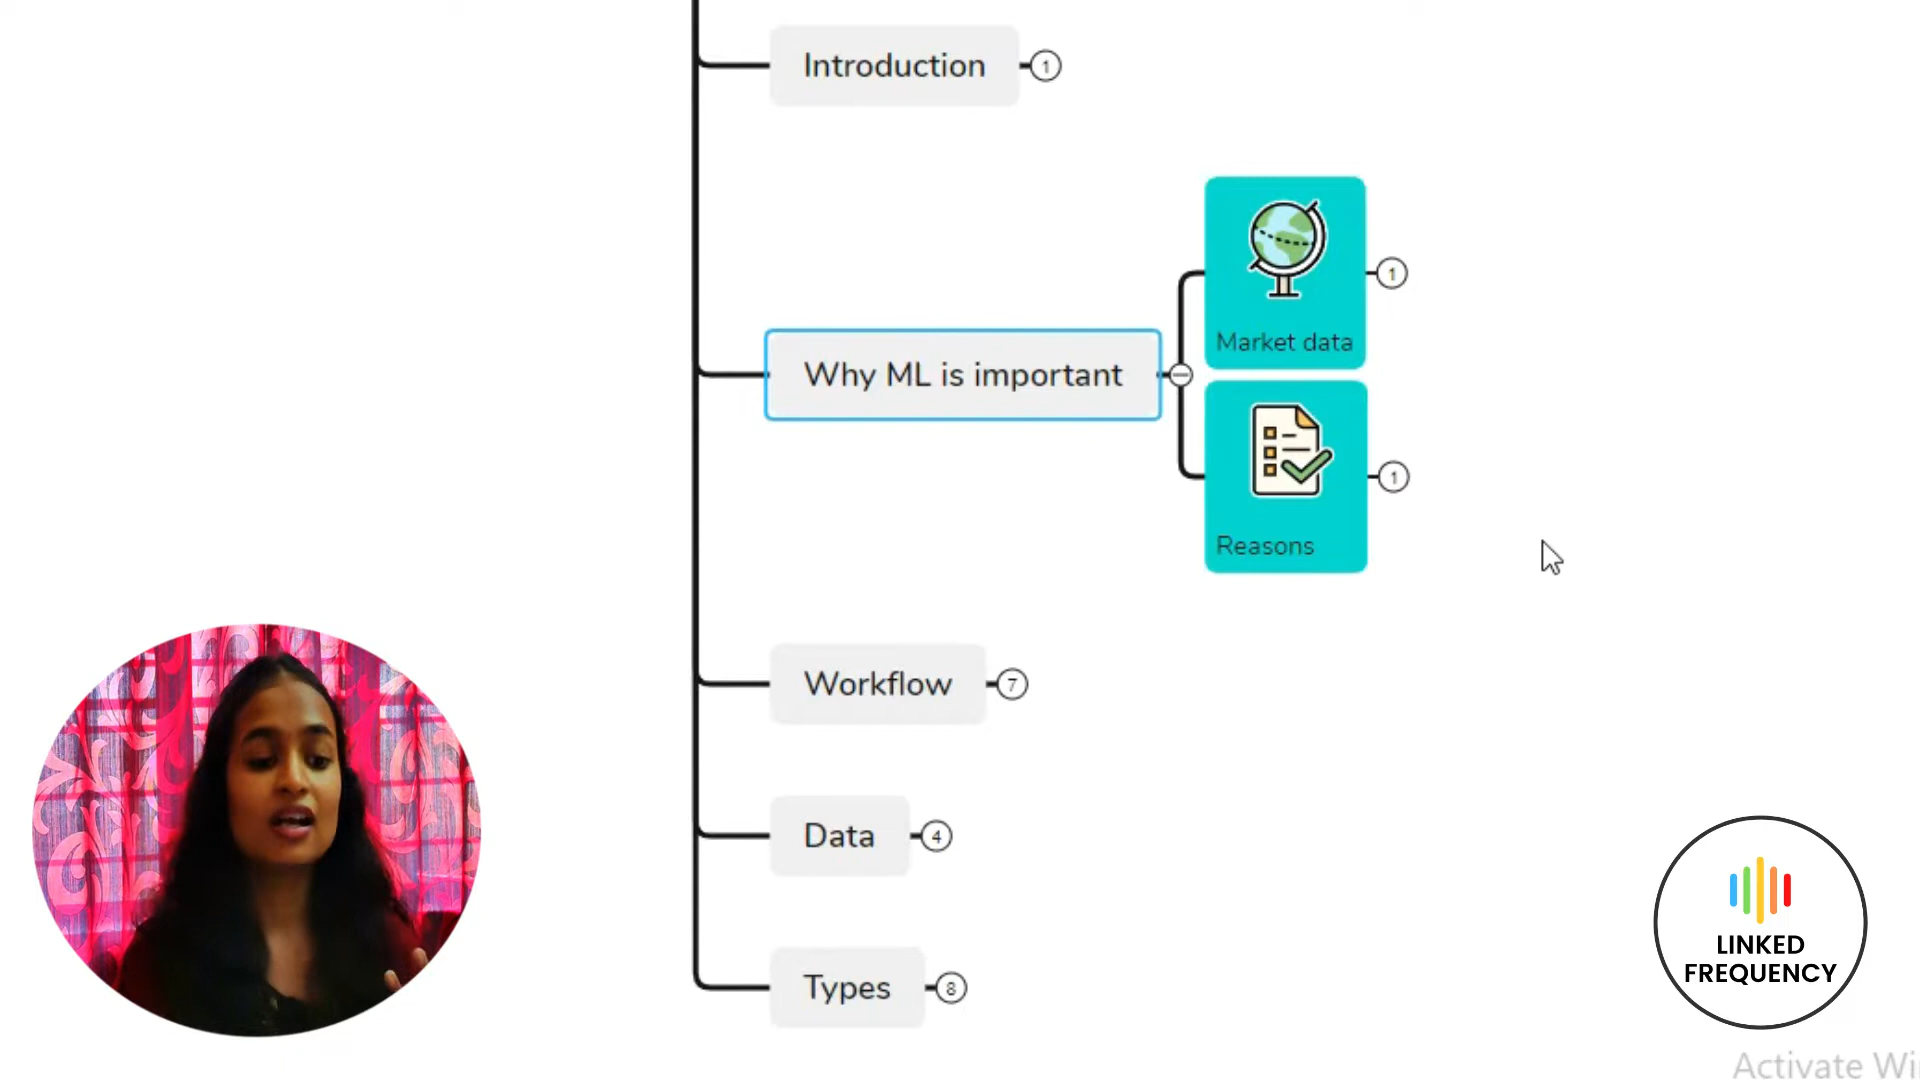 Introduction
1
Market data
1
Why ML is important
Reasons
1
Workflow
7
Data
4
Types
8
LINKED
FREQUENCY
Activate Wi